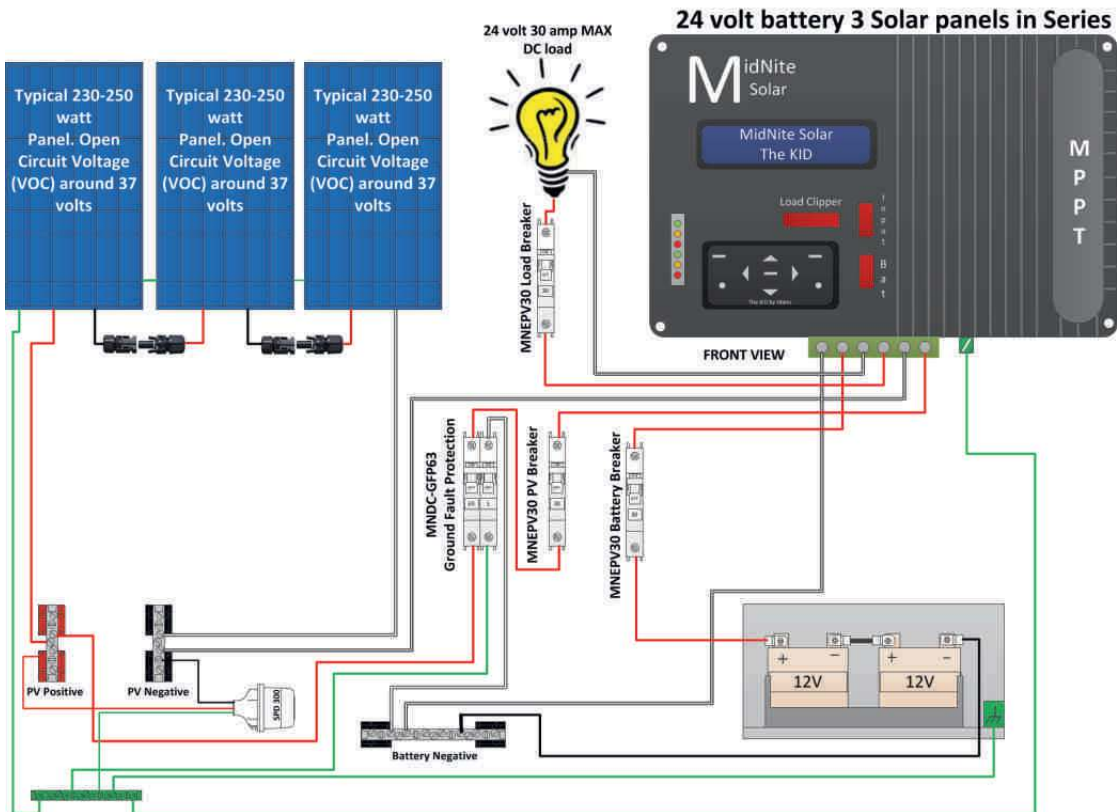 24 volt battery 3 Solar panels in Series
24 volt 30 amp MAX
DC load
Typical 230-250
watt
Panel. Open
Circuit Voltage
(VOC) around 37
volts
Typical 230-250
watt
Panel. Open
Circuit Voltage
(VOC) around 37
volts
Typical 230-250
watt
Panel. Open
Circuit Voltage
(VOC) around 37
volts
MidNite
Solar
MidNite Solar
The KID
MPPT
Load Clipper
Input
Bat
FRONT VIEW
MNEPV30 Load Breaker
MNDC-GFP63
Ground Fault Protection
MNEPV30 PV Breaker
MNEPV30 Battery Breaker
PV Positive
PV Negative
SPD 300
Battery Negative
+ −
12V
+ −
12V